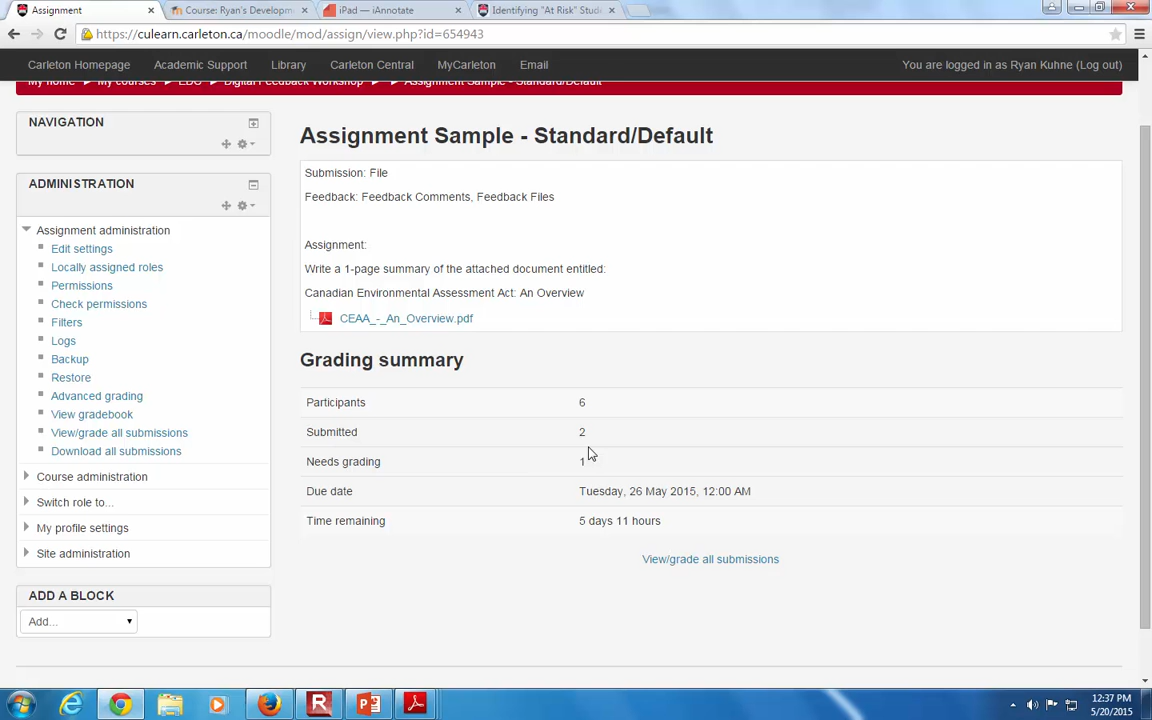 Assignment
Course: Ryan's Developm
iPad — iAnnotate
Identifying "At Risk" Stude
https://culearn.carleton.ca/moodle/mod/assign/view.php?id=654943
Carleton Homepage Academic Support Library Carleton Central MyCarleton Email You are logged in as Ryan Kuhne (Log out)
My home My courses EDC Digital Feedback Workshop Assignment Sample - Standard/Default
NAVIGATION
ADMINISTRATION
Assignment administration
Edit settings
Locally assigned roles
Permissions
Check permissions
Filters
Logs
Backup
Restore
Advanced grading
View gradebook
View/grade all submissions
Download all submissions
Course administration
Switch role to...
My profile settings
Site administration
ADD A BLOCK
Add...
Assignment Sample - Standard/Default
Submission: File
Feedback: Feedback Comments, Feedback Files
Assignment:
Write a 1-page summary of the attached document entitled:
Canadian Environmental Assessment Act: An Overview
CEAA_-_An_Overview.pdf
Grading summary
Participants 6
Submitted 2
Needs grading 1
Due date Tuesday, 26 May 2015, 12:00 AM
Time remaining 5 days 11 hours
View/grade all submissions
12:37 PM
5/20/2015